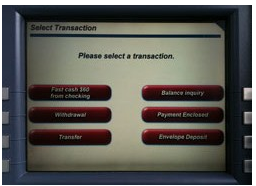 Select Transaction
Please select a transaction.
Fast cash $60
from checking
Balance inquiry
Withdrawal
Payment Enclosed
Transfer
Envelope Deposit